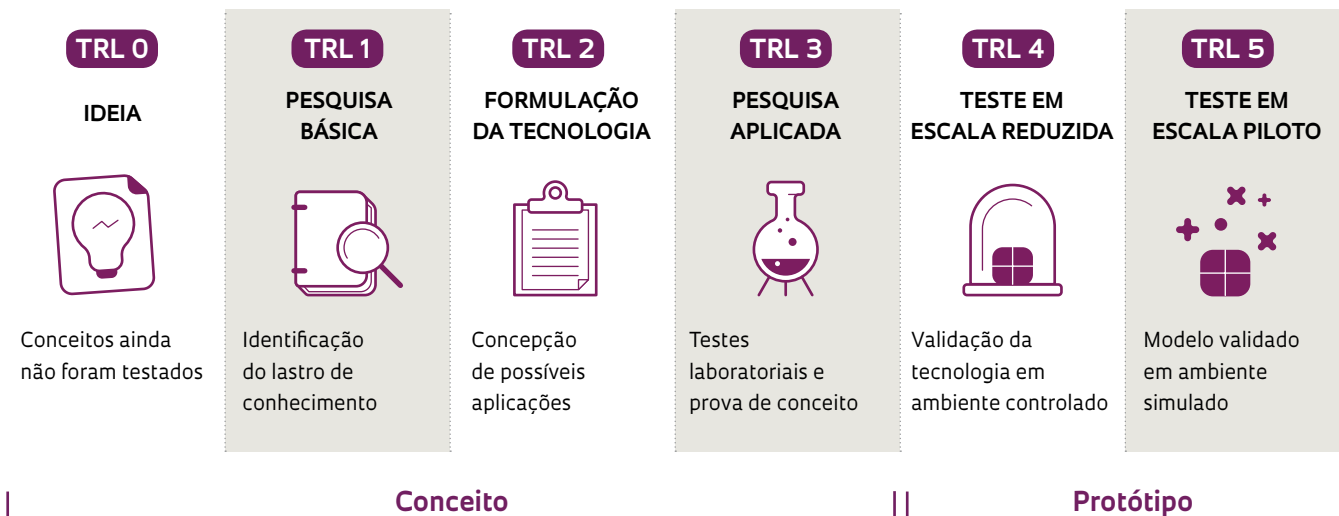 TRL 0
IDEIA
Conceitos ainda
não foram testados
TRL 1
PESQUISA
BÁSICA
Identificação
do lastro de
conhecimento
TRL 2
FORMULAÇÃO
DA TECNOLOGIA
Concepção
de possíveis
aplicações
TRL 3
PESQUISA
APLICADA
Testes
laboratoriais e
prova de conceito
TRL 4
TESTE EM
ESCALA REDUZIDA
Validação da
tecnologia em
ambiente controlado
TRL 5
TESTE EM
ESCALA PILOTO
Modelo validado
em ambiente
simulado
Conceito
Protótipo